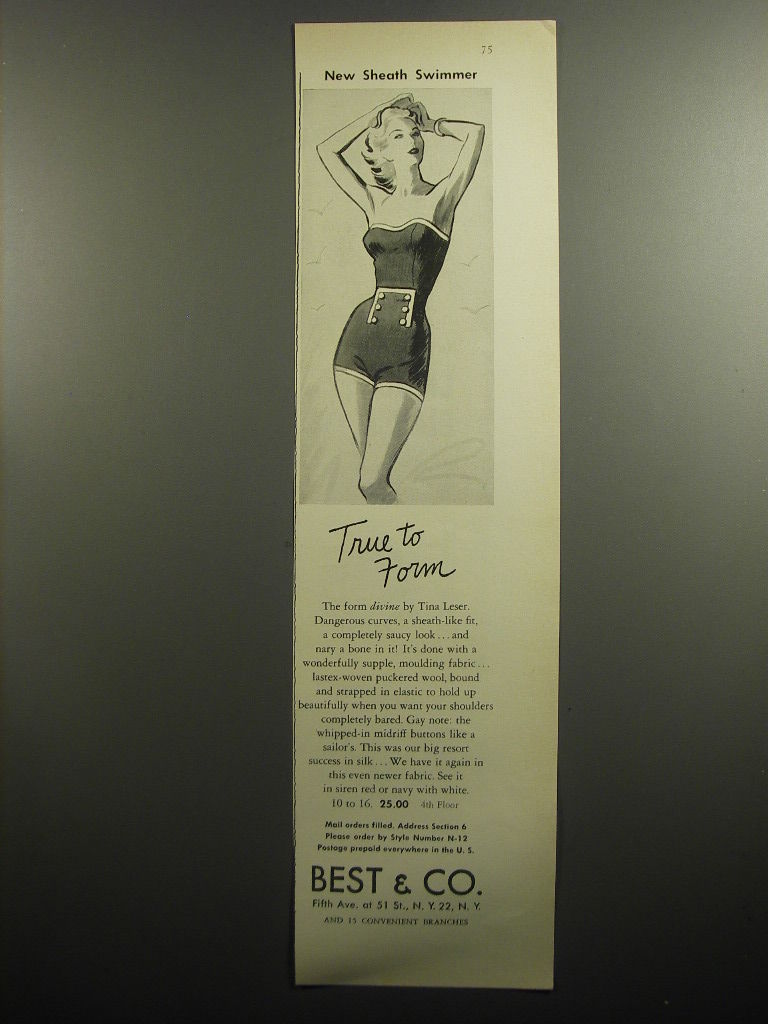 75
New Sheath Swimmer
True to
Form
The form divine by Tina Leser.
Dangerous curves, a sheath-like fit,
a completely saucy look...and
nary a bone in it! It's done with a
wonderfully supple, moulding fabric...
lastex-woven puckered wool, bound
and strapped in elastic to hold up
beautifully when you want your shoulders
completely bared. Gay note: the
whipped-in midriff buttons like a
sailor's. This was our big resort
success in silk...We have it again in
this even newer fabric. See it
in siren red or navy with white.
10 to 16. 25.00 4th Floor
Mail orders filled. Address Section 6
Please order by Style Number N-12
Postage prepaid everywhere in the U. S.
BEST & CO.
Fifth Ave. at 51 St., N. Y. 22, N. Y.
AND 15 CONVENIENT BRANCHES